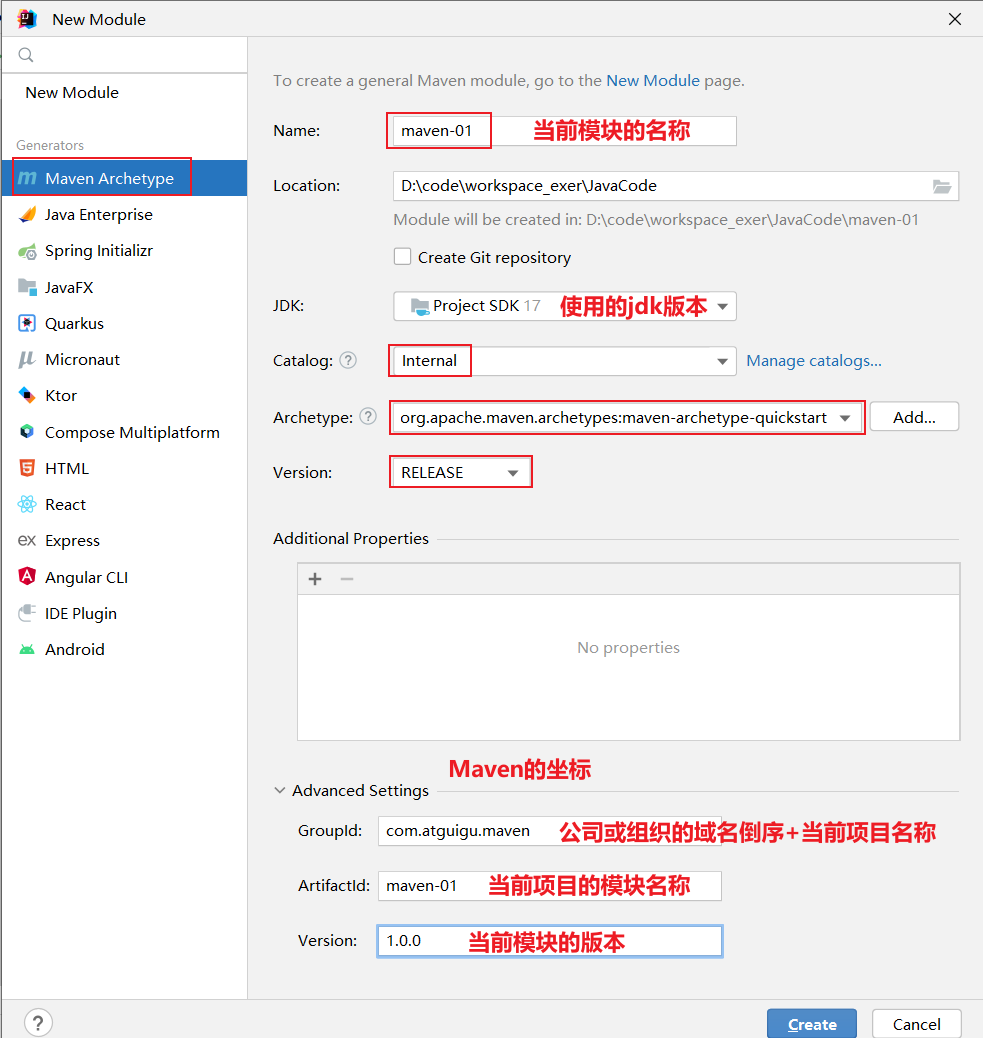 New Module
New Module
Generators
Maven Archetype
Java Enterprise
Spring Initializr
JavaFX
Quarkus
Micronaut
Ktor
Compose Multiplatform
HTML
React
Express
Angular CLI
IDE Plugin
Android
To create a general Maven module, go to the New Module page.
Name: maven-01 当前模块的名称
Location: D:\code\workspace_exer\JavaCode
Module will be created in: D:\code\workspace_exer\JavaCode\maven-01
Create Git repository
JDK: Project SDK 17 使用的jdk版本
Catalog: ? Internal Manage catalogs...
Archetype: ? org.apache.maven.archetypes:maven-archetype-quickstart Add...
Version: RELEASE
Additional Properties
No properties
Maven的坐标
Advanced Settings
GroupId: com.atguigu.maven 公司或组织的域名倒序+当前项目名称
ArtifactId: maven-01 当前项目的模块名称
Version: 1.0.0 当前模块的版本
? Create Cancel